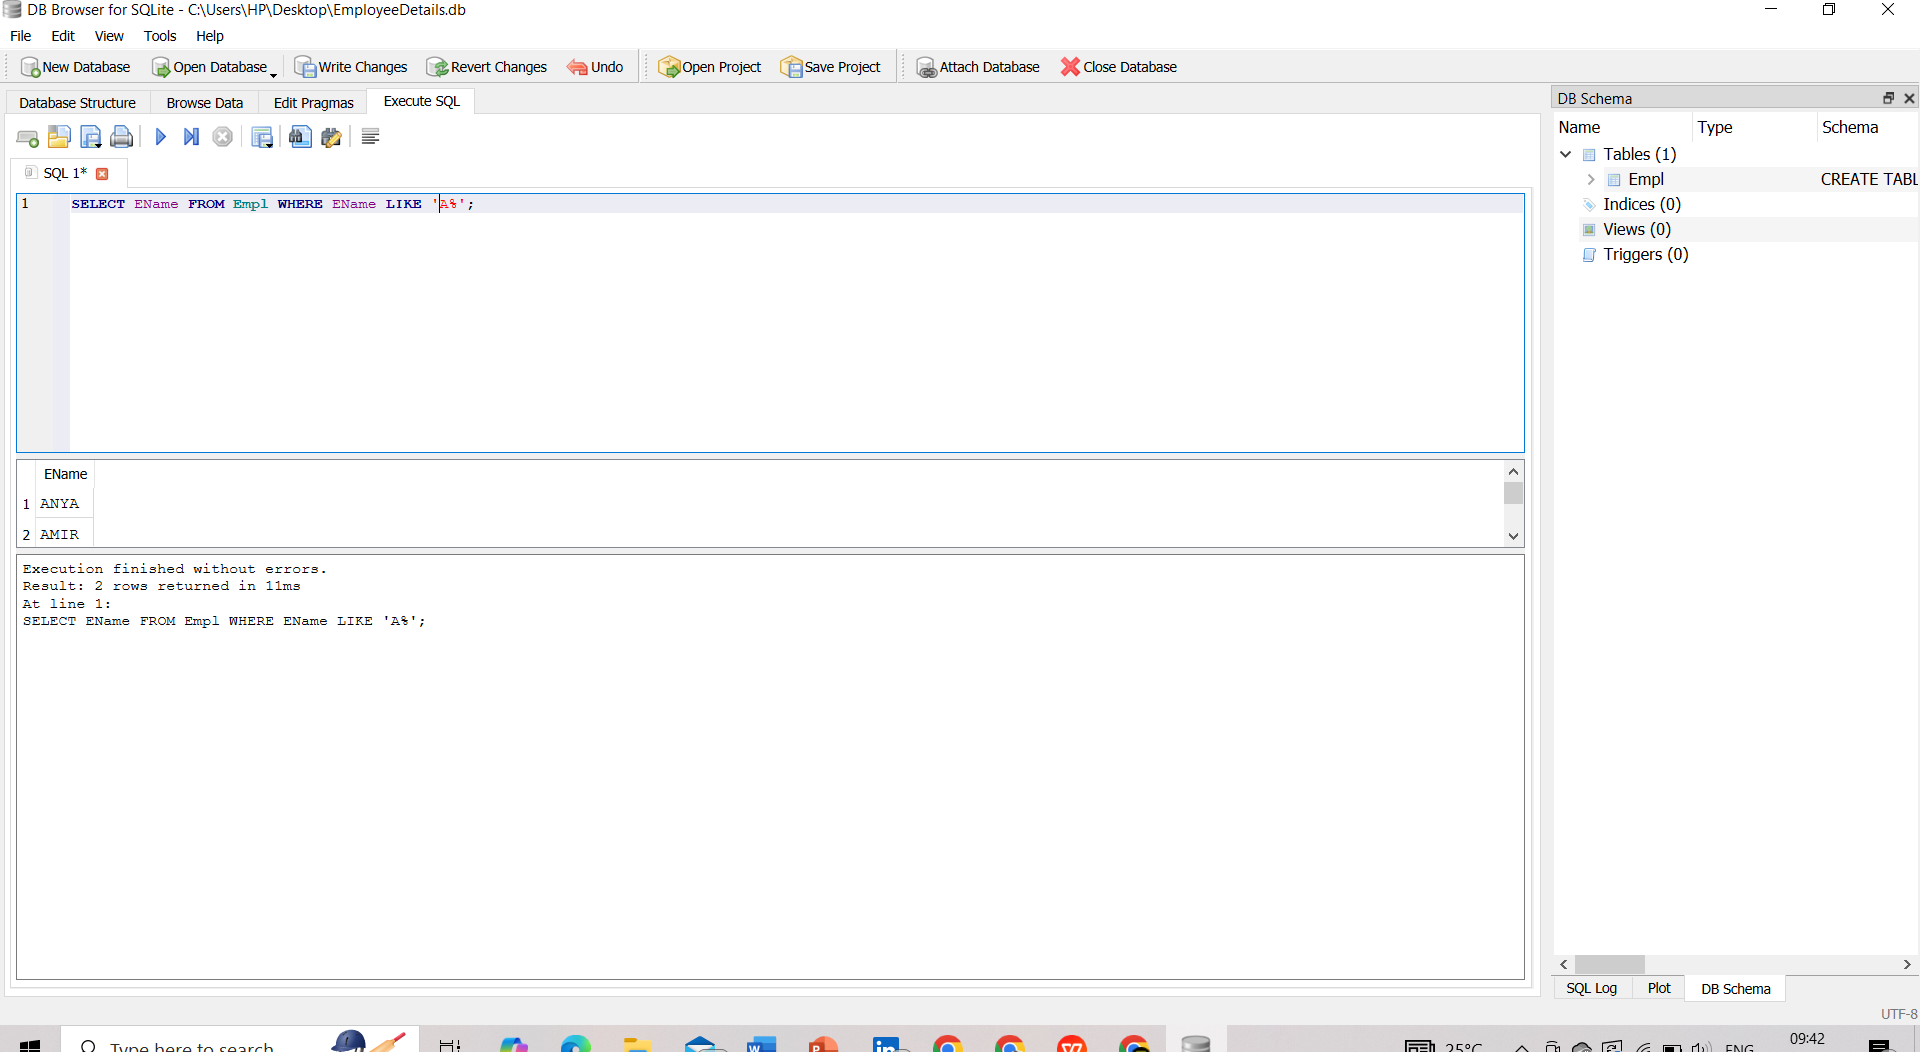 DB Browser for SQLite - C:\Users\HP\Desktop\EmployeeDetails.db
File Edit View Tools Help
New Database Open Database Write Changes Revert Changes Undo Open Project Save Project Attach Database Close Database
Database Structure Browse Data Edit Pragmas Execute SQL
SQL 1*
1 SELECT EName FROM Empl WHERE EName LIKE 'A%';
EName
1 ANYA
2 AMIR
Execution finished without errors.
Result: 2 rows returned in 11ms
At line 1:
SELECT EName FROM Empl WHERE EName LIKE 'A%';
DB Schema
Name Type Schema
Tables (1)
Empl CREATE TABL
Indices (0)
Views (0)
Triggers (0)
SQL Log Plot DB Schema
UTF-8
Type here to search
25°C ENG 09:42